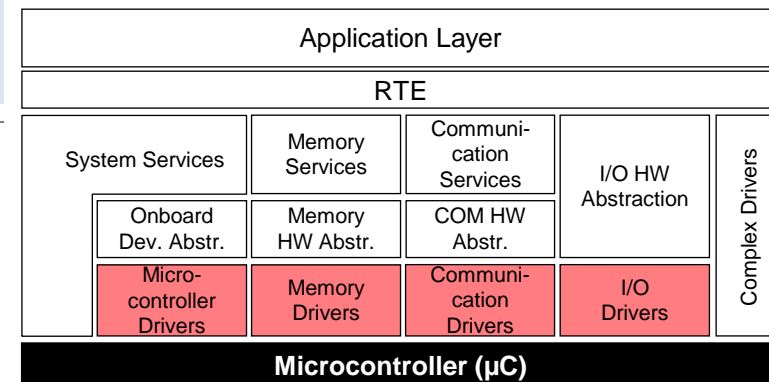 Application Layer
RTE
System Services
Memory
Services
Communi-
cation
Services
I/O HW
Abstraction
Complex Drivers
Onboard
Dev. Abstr.
Memory
HW Abstr.
COM HW
Abstr.
Micro-
controller
Drivers
Memory
Drivers
Communi-
cation
Drivers
I/O
Drivers
Microcontroller (µC)